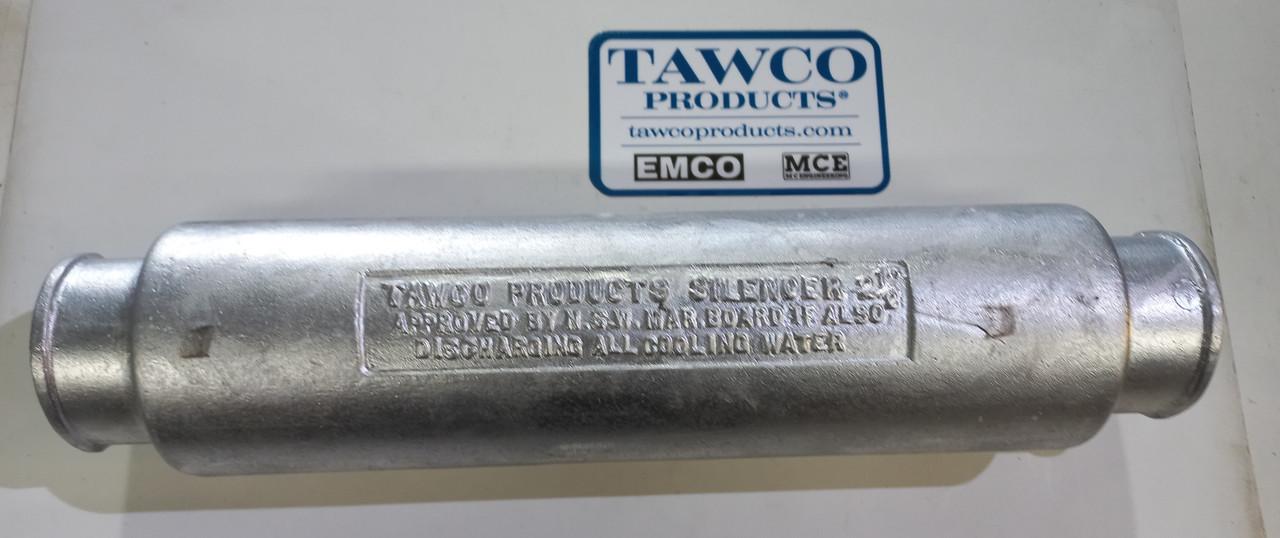 TAWCO
PRODUCTS®
tawcoproducts.com
EMCO MCE
M C ENGINEERING
TAWCO PRODUCTS SILENCER 2½"
APPROVED BY N.S.W. MAR. BOARD IF ALSO
DISCHARGING ALL COOLING WATER